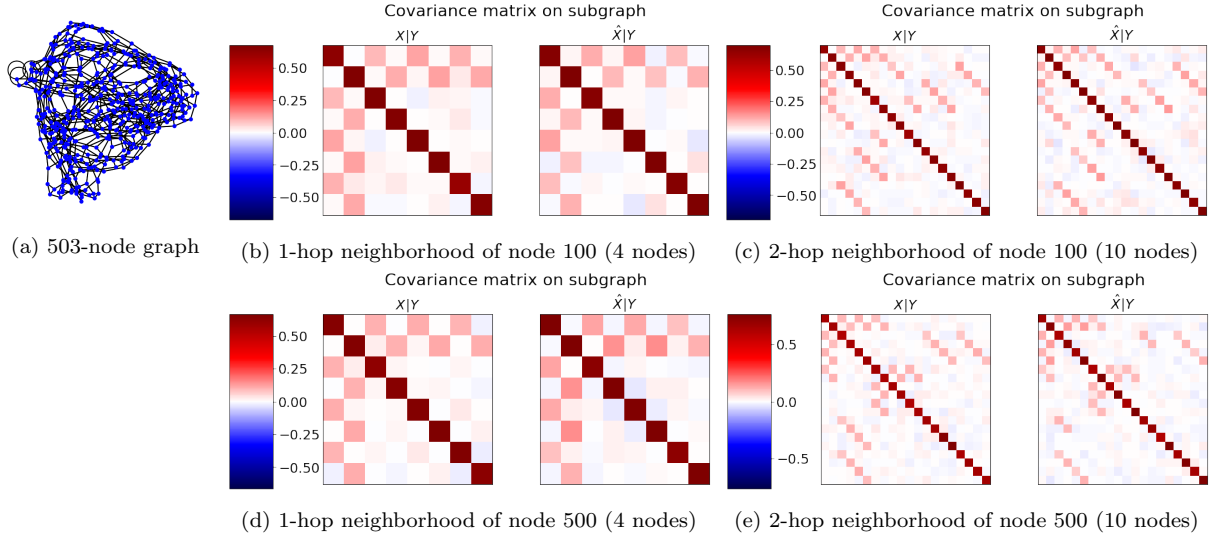 Covariance matrix on subgraph
X|Y
X̂|Y
0.50
0.25
0.00
−0.25
−0.50
Covariance matrix on subgraph
X|Y
X̂|Y
0.50
0.25
0.00
−0.25
−0.50
(a) 503-node graph
(b) 1-hop neighborhood of node 100 (4 nodes)
(c) 2-hop neighborhood of node 100 (10 nodes)
Covariance matrix on subgraph
X|Y
X̂|Y
0.50
0.25
0.00
−0.25
−0.50
Covariance matrix on subgraph
X|Y
X̂|Y
0.5
0.0
−0.5
(d) 1-hop neighborhood of node 500 (4 nodes)
(e) 2-hop neighborhood of node 500 (10 nodes)